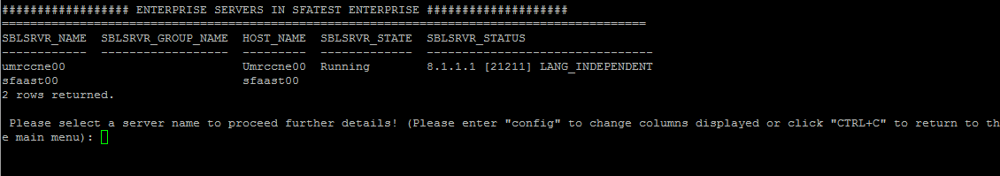 ################## ENTERPRISE SERVERS IN SFATEST ENTERPRISE ####################
===========================================================================================
SBLSRVR_NAME  SBLSRVR_GROUP_NAME  HOST_NAME  SBLSRVR_STATE  SBLSRVR_STATUS
------------  ------------------  ---------  -------------  --------------------------------
umrccne00                         Umrccne00  Running        8.1.1.1 [21211] LANG_INDEPENDENT
sfaast00                          sfaast00
2 rows returned.
Please select a server name to proceed further details! (Please enter "config" to change columns displayed or click "CTRL+C" to return to th
e main menu):